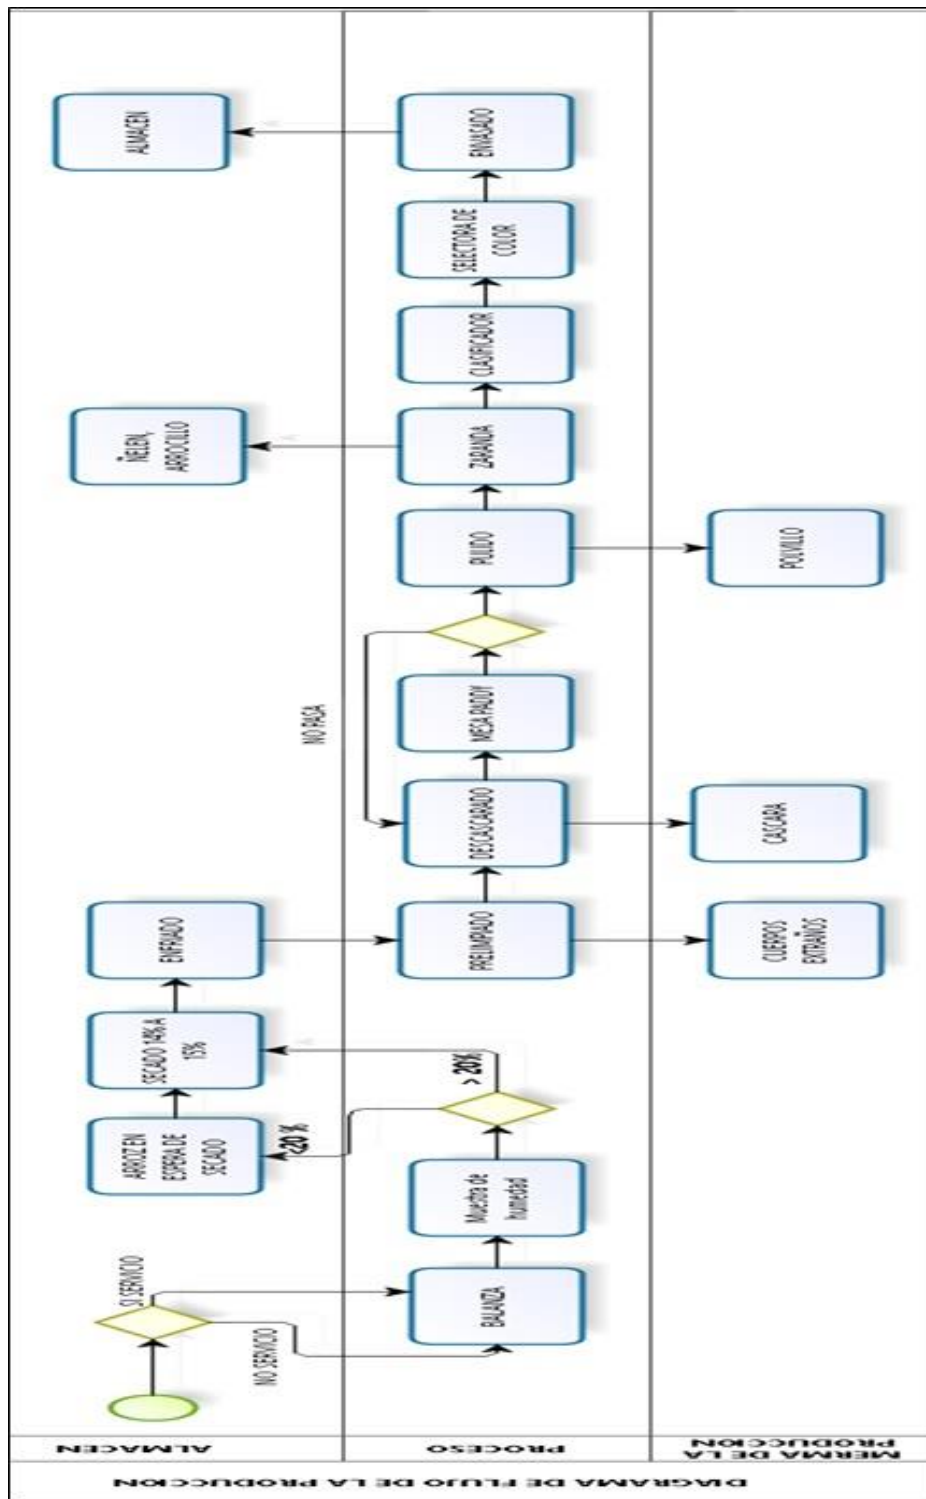 DIAGRAMA DE FLUJO DE LA PRODUCCION
ALMACEN
SI SERVICIO
NO SERVICIO
ARROZ EN
ESPERA DE
SECADO
SECADO 14% A
15%
ENFRIADO
ÑELEN,
ARROCILLO
ALMACEN
PROCESO
BALANZA
Muestra de
humedad
<20 %
> 20%
PRELIMPIADO
DESCASCARADO
MESA PADDY
NO PASA
PULIDO
ZARANDA
CLASIFICADOR
SELECTORA DE
COLOR
ENVASADO
MERMA DE LA
PRODUCCION
CUERPOS
EXTRAÑOS
CASCARA
POLVILLO